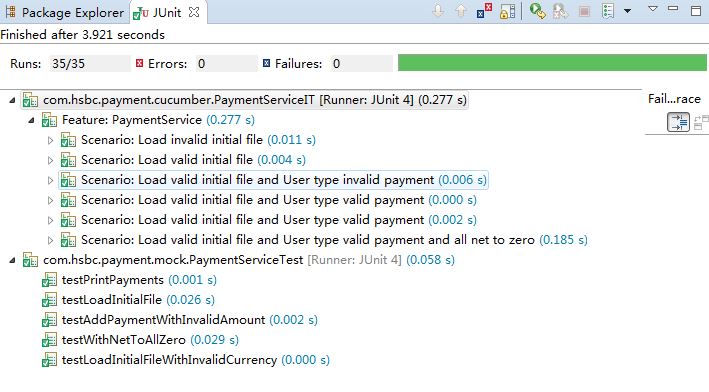 Package Explorer JUnit
Finished after 3.921 seconds
Runs: 35/35 Errors: 0 Failures: 0
com.hsbc.payment.cucumber.PaymentServiceIT [Runner: JUnit 4] (0.277 s)
Fail...race
Feature: PaymentService (0.277 s)
Scenario: Load invalid initial file (0.011 s)
Scenario: Load valid initial file (0.004 s)
Scenario: Load valid initial file and User type invalid payment (0.006 s)
Scenario: Load valid initial file and User type valid payment (0.000 s)
Scenario: Load valid initial file and User type valid payment (0.002 s)
Scenario: Load valid initial file and User type valid payment and all net to zero (0.185 s)
com.hsbc.payment.mock.PaymentServiceTest [Runner: JUnit 4] (0.058 s)
testPrintPayments (0.001 s)
testLoadInitialFile (0.026 s)
testAddPaymentWithInvalidAmount (0.002 s)
testWithNetToAllZero (0.029 s)
testLoadInitialFileWithInvalidCurrency (0.000 s)